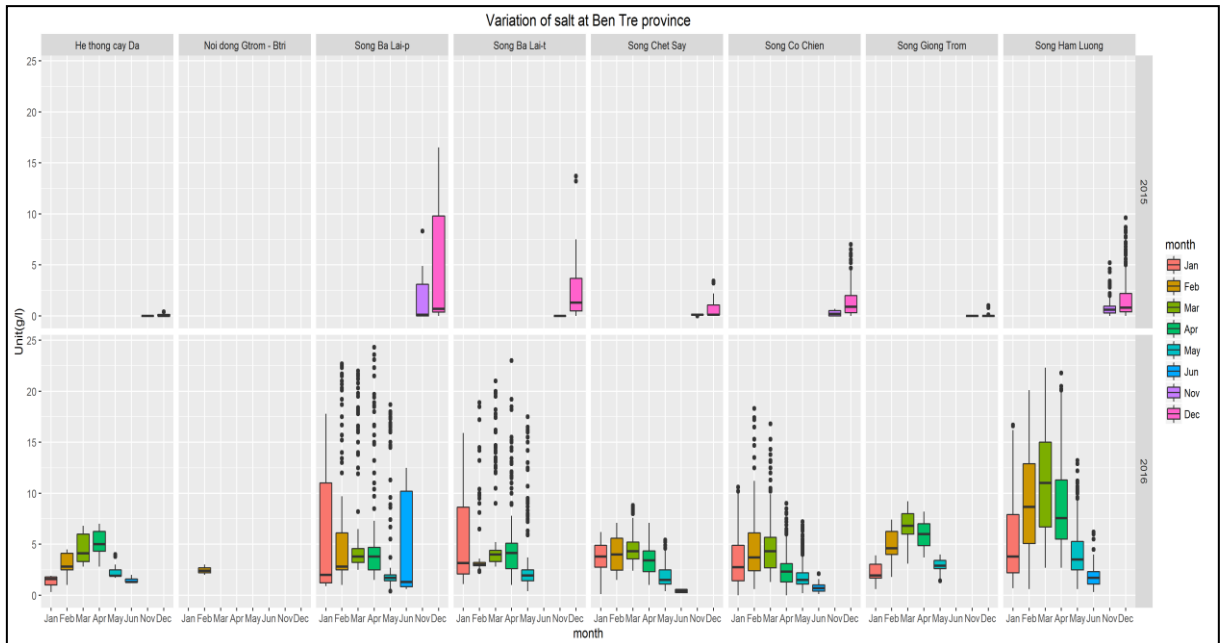 Variation of salt at Ben Tre province
He thong cay Da Noi dong Gtrom - Btri Song Ba Lai-p Song Ba Lai-t Song Chet Say Song Co Chien Song Giong Trom Song Ham Luong
25
20
15
10
5
0
2015
Unit(g/l)
25
20
15
10
5
0
2016
month
Jan
Feb
Mar
Apr
May
Jun
Nov
Dec
Jan Feb Mar Apr May Jun Nov Dec Jan Feb Mar Apr May Jun Nov Dec Jan Feb Mar Apr May Jun Nov Dec Jan Feb Mar Apr May Jun Nov Dec Jan Feb Mar Apr May Jun Nov Dec Jan Feb Mar Apr May Jun Nov Dec Jan Feb Mar Apr May Jun Nov Dec Jan Feb Mar Apr May Jun Nov Dec
month